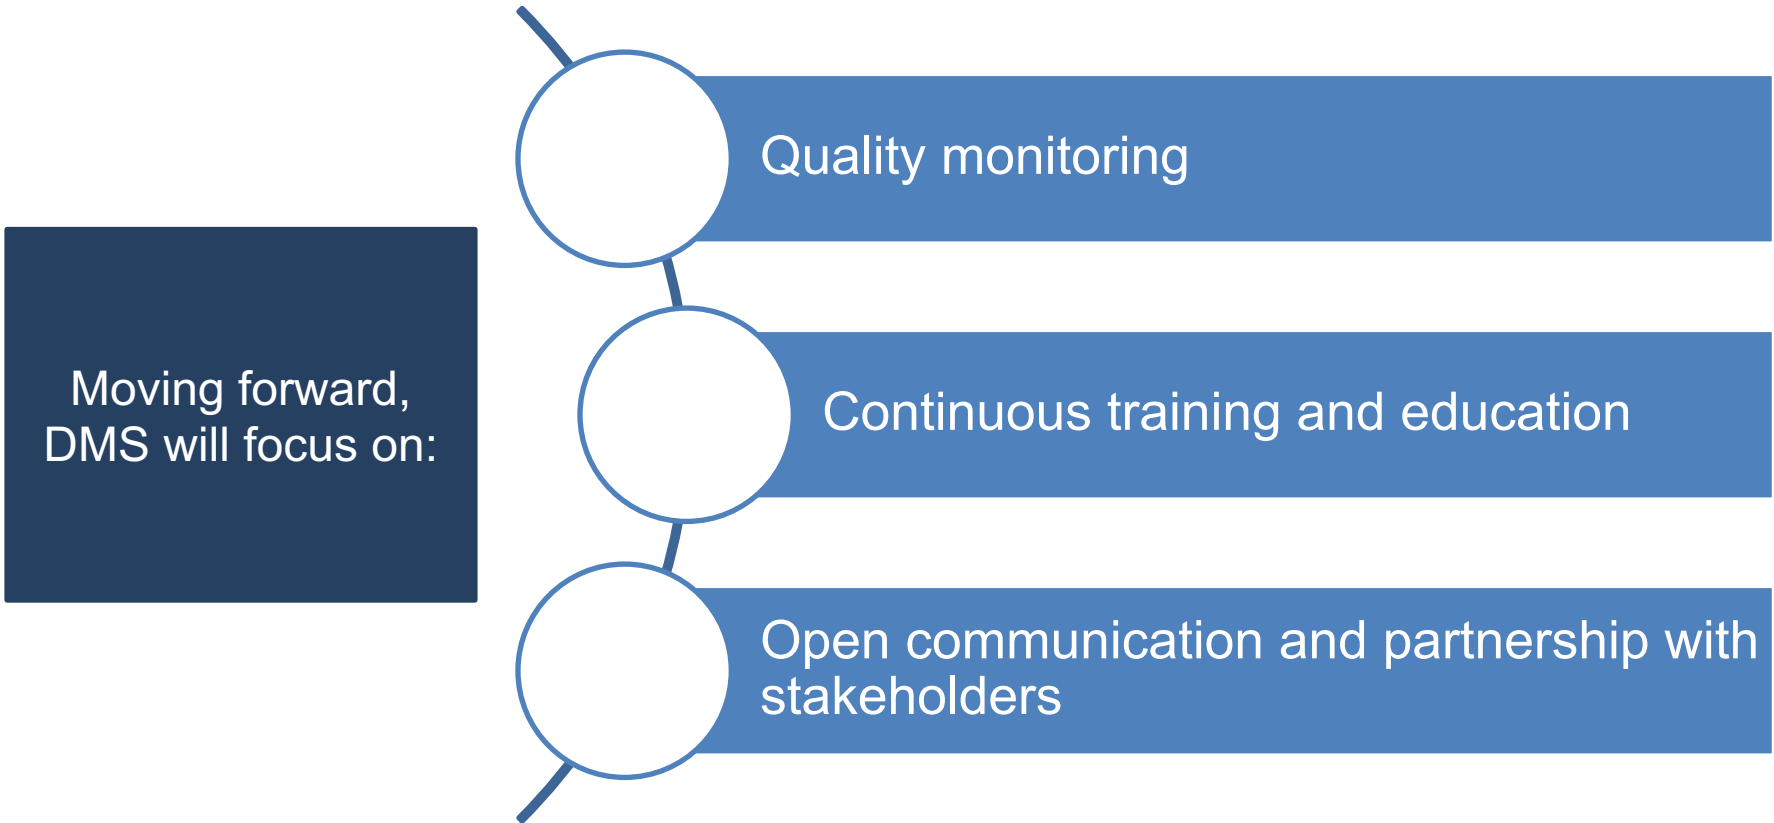 Moving forward,
DMS will focus on:
Quality monitoring
Continuous training and education
Open communication and partnership with
stakeholders